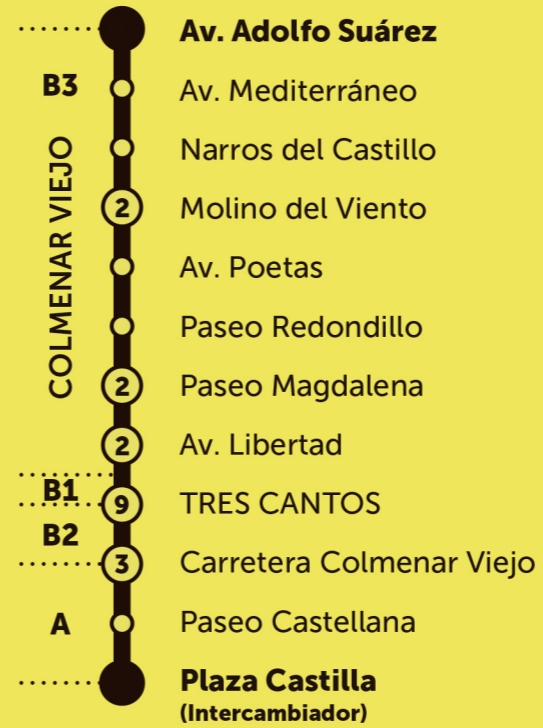 Av. Adolfo Suárez
B3
Av. Mediterráneo
Narros del Castillo
COLMENAR VIEJO
2 Molino del Viento
Av. Poetas
Paseo Redondillo
2 Paseo Magdalena
2 Av. Libertad
B1
9 TRES CANTOS
B2
3 Carretera Colmenar Viejo
A
Paseo Castellana
Plaza Castilla
(Intercambiador)